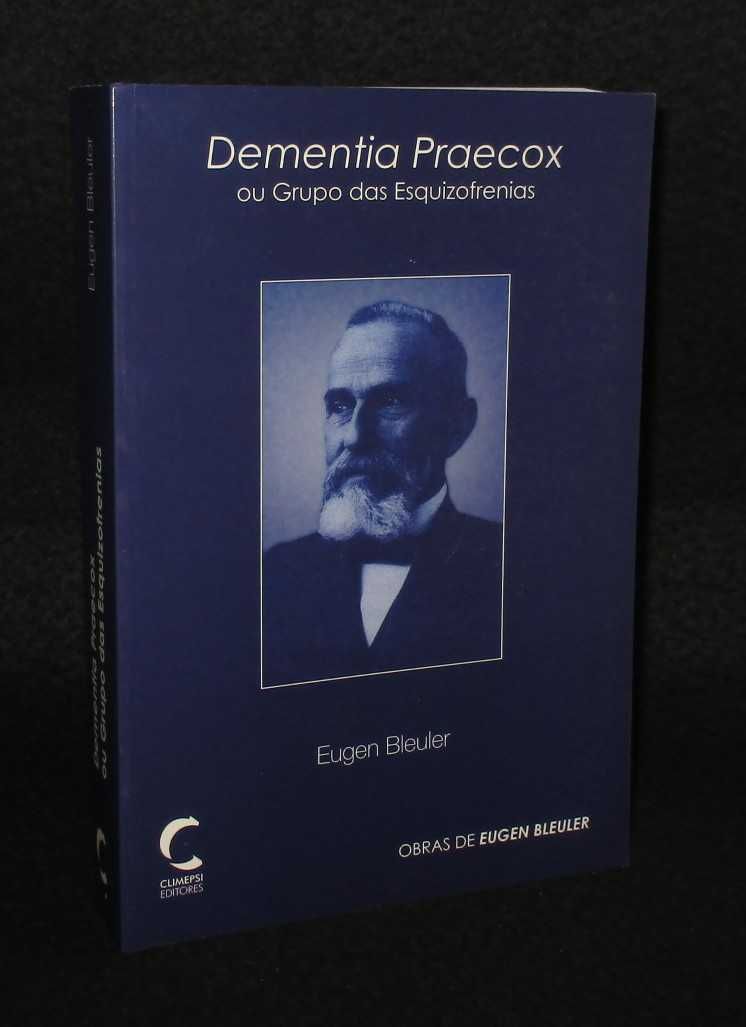 Dementia Praecox
ou Grupo das Esquizofrenias
Eugen Bleuler
OBRAS DE EUGEN BLEULER
CLIMEPSI
EDITORES
Eugen Bleuler
Dementia Praecox
ou Grupo das Esquizofrenias